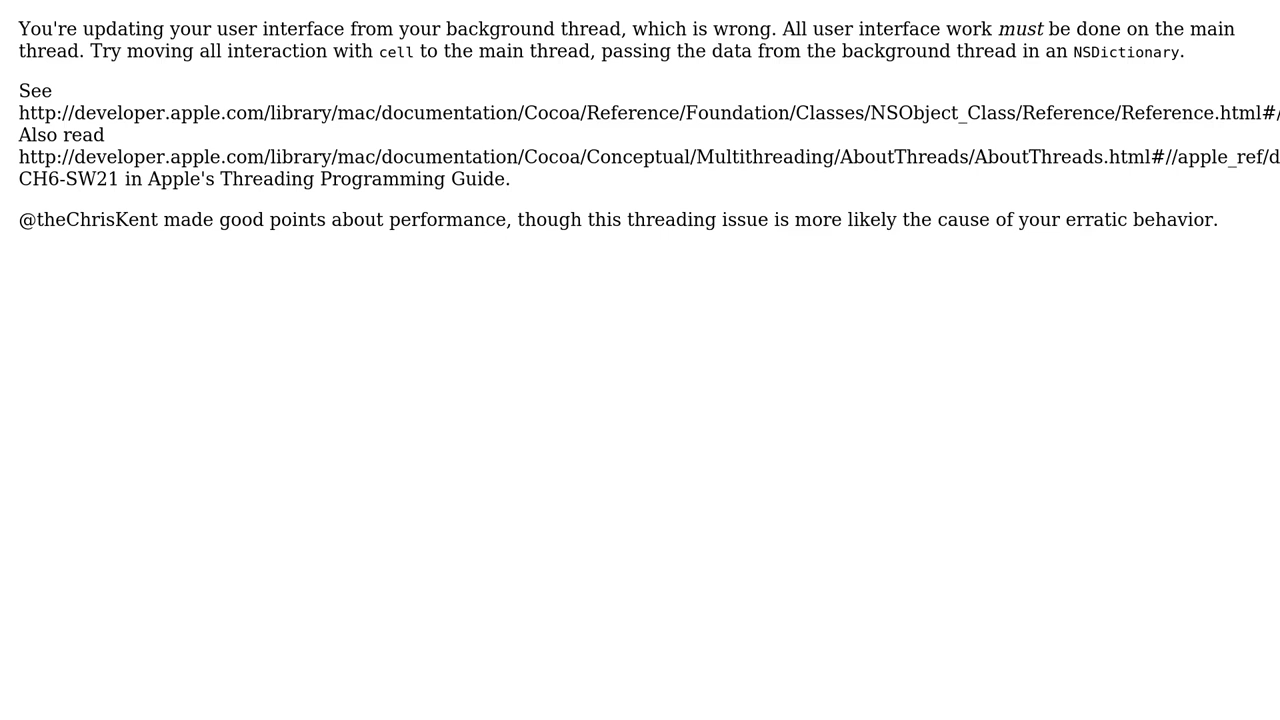 You're updating your user interface from your background thread, which is wrong. All user interface work must be done on the main
thread. Try moving all interaction with cell to the main thread, passing the data from the background thread in an NSDictionary.
See
http://developer.apple.com/library/mac/documentation/Cocoa/Reference/Foundation/Classes/NSObject_Class/Reference/Reference.html#/
Also read
http://developer.apple.com/library/mac/documentation/Cocoa/Conceptual/Multithreading/AboutThreads/AboutThreads.html#//apple_ref/d
CH6-SW21 in Apple's Threading Programming Guide.
@theChrisKent made good points about performance, though this threading issue is more likely the cause of your erratic behavior.